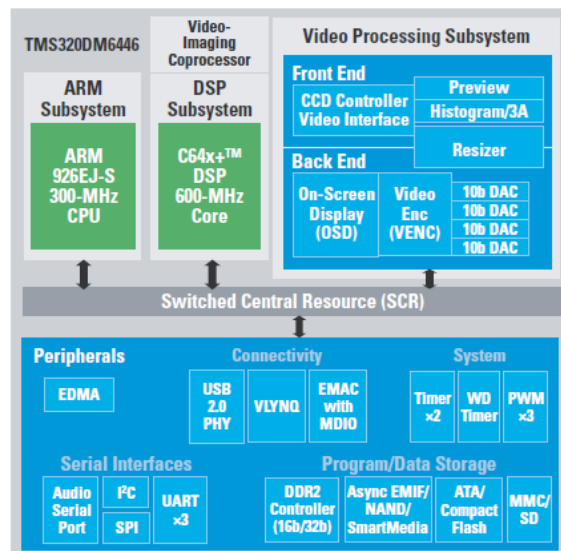 TMS320DM6446
Video-
Imaging
Coprocessor
Video Processing Subsystem
ARM
Subsystem
DSP
Subsystem
ARM
926EJ-S
300-MHz
CPU
C64x+™
DSP
600-MHz
Core
Front End
CCD Controller
Video Interface
Preview
Histogram/3A
Resizer
Back End
On-Screen
Display
(OSD)
Video
Enc
(VENC)
10b DAC
10b DAC
10b DAC
10b DAC
Switched Central Resource (SCR)
Peripherals
EDMA
Connectivity
USB
2.0
PHY
VLYNQ
EMAC
with
MDIO
System
Timer
×2
WD
Timer
PWM
×3
Serial Interfaces
Audio
Serial
Port
I²C
SPI
UART
×3
Program/Data Storage
DDR2
Controller
(16b/32b)
Async EMIF/
NAND/
SmartMedia
ATA/
Compact
Flash
MMC/
SD